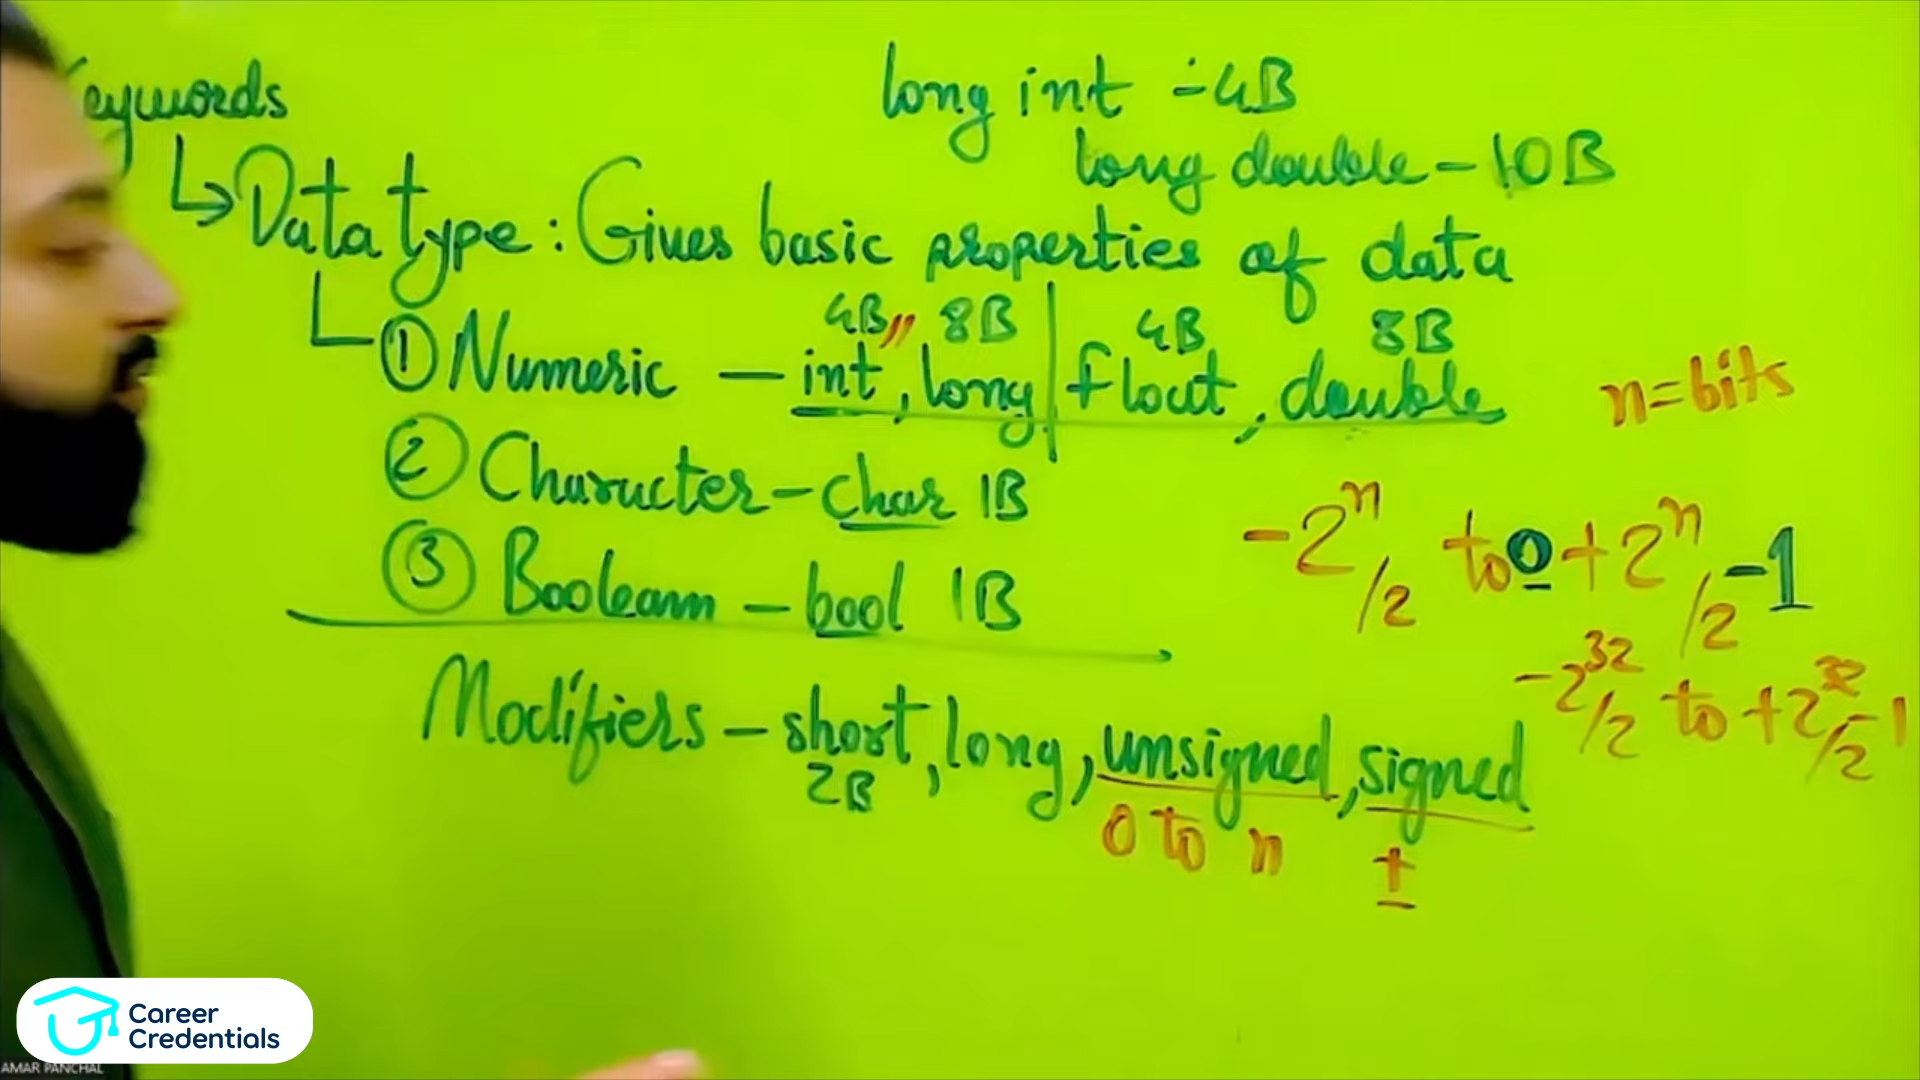 Keywords
long int - 4B
long double - 10B
↳ Data type : Gives basic properties of data
4B,, 8B | 4B 8B
① Numeric — int, long | float, double
n=bits
② Character - char 1B
-2ⁿ/2 to 0 +2ⁿ/2 -1
③ Boolean - bool 1B
-2³²/2 to +2³²/2 -1
Modifiers - short, long, unsigned, signed
2B
0 to n ±
Career
Credentials
AMAR PANCHAL